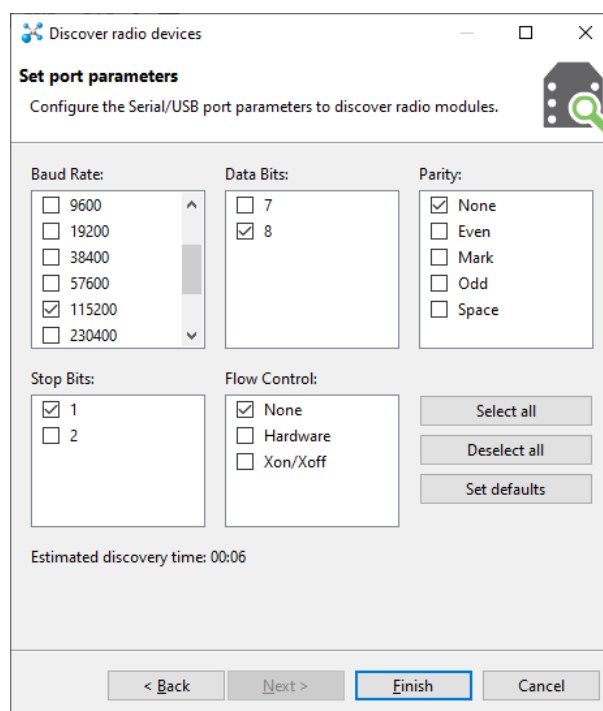 Discover radio devices
Set port parameters
Configure the Serial/USB port parameters to discover radio modules.
Baud Rate:
9600
19200
38400
57600
115200
230400
Data Bits:
7
8
Parity:
None
Even
Mark
Odd
Space
Stop Bits:
1
2
Flow Control:
None
Hardware
Xon/Xoff
Select all
Deselect all
Set defaults
Estimated discovery time: 00:06
< Back
Next >
Finish
Cancel